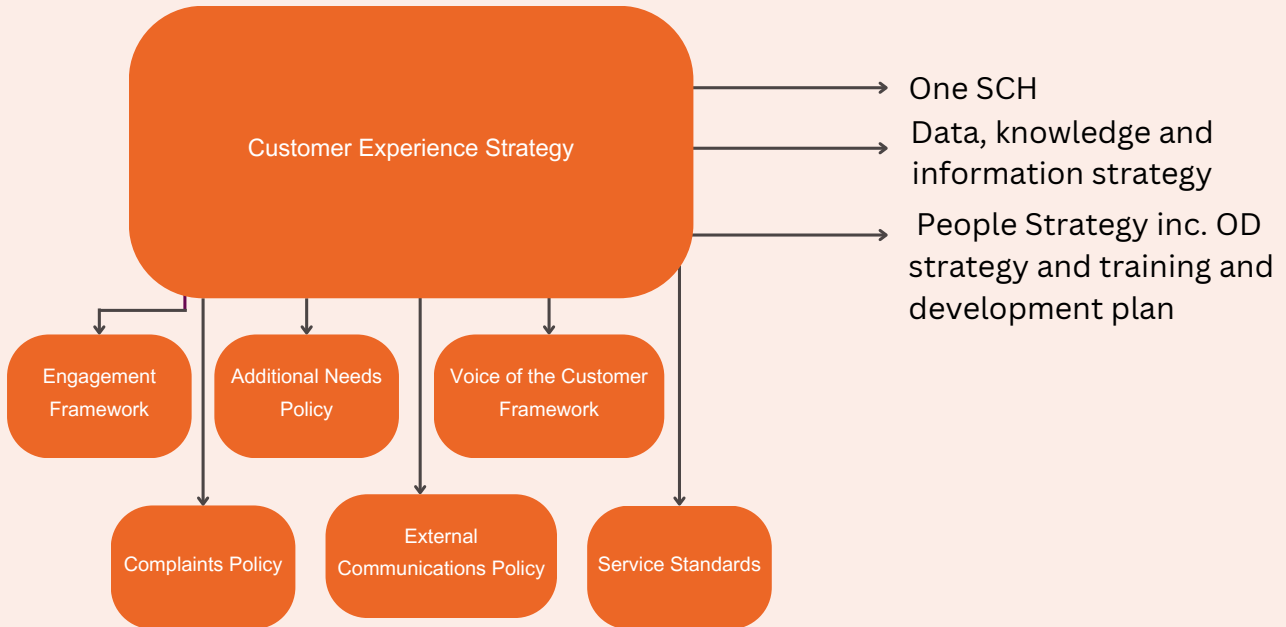 Customer Experience Strategy
One SCH
Data, knowledge and
information strategy
People Strategy inc. OD
strategy and training and
development plan
Engagement
Framework
Additional Needs
Policy
Voice of the Customer
Framework
Complaints Policy
External
Communications Policy
Service Standards